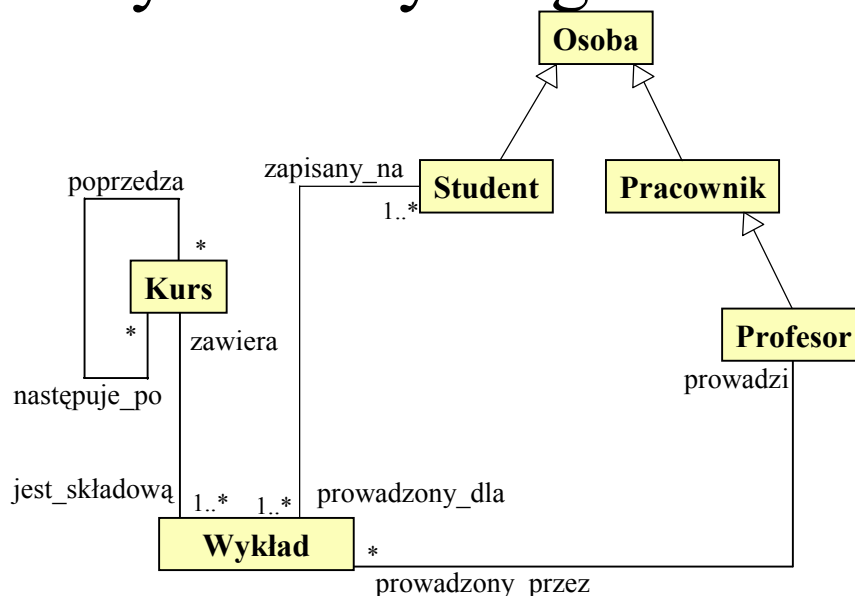 Osoba
zapisany_na
Student
Pracownik
1..*
poprzedza
*
Kurs
*
zawiera
następuje_po
Profesor
prowadzi
jest_składową
1..*
1..*
prowadzony_dla
Wykład
*
prowadzony_przez